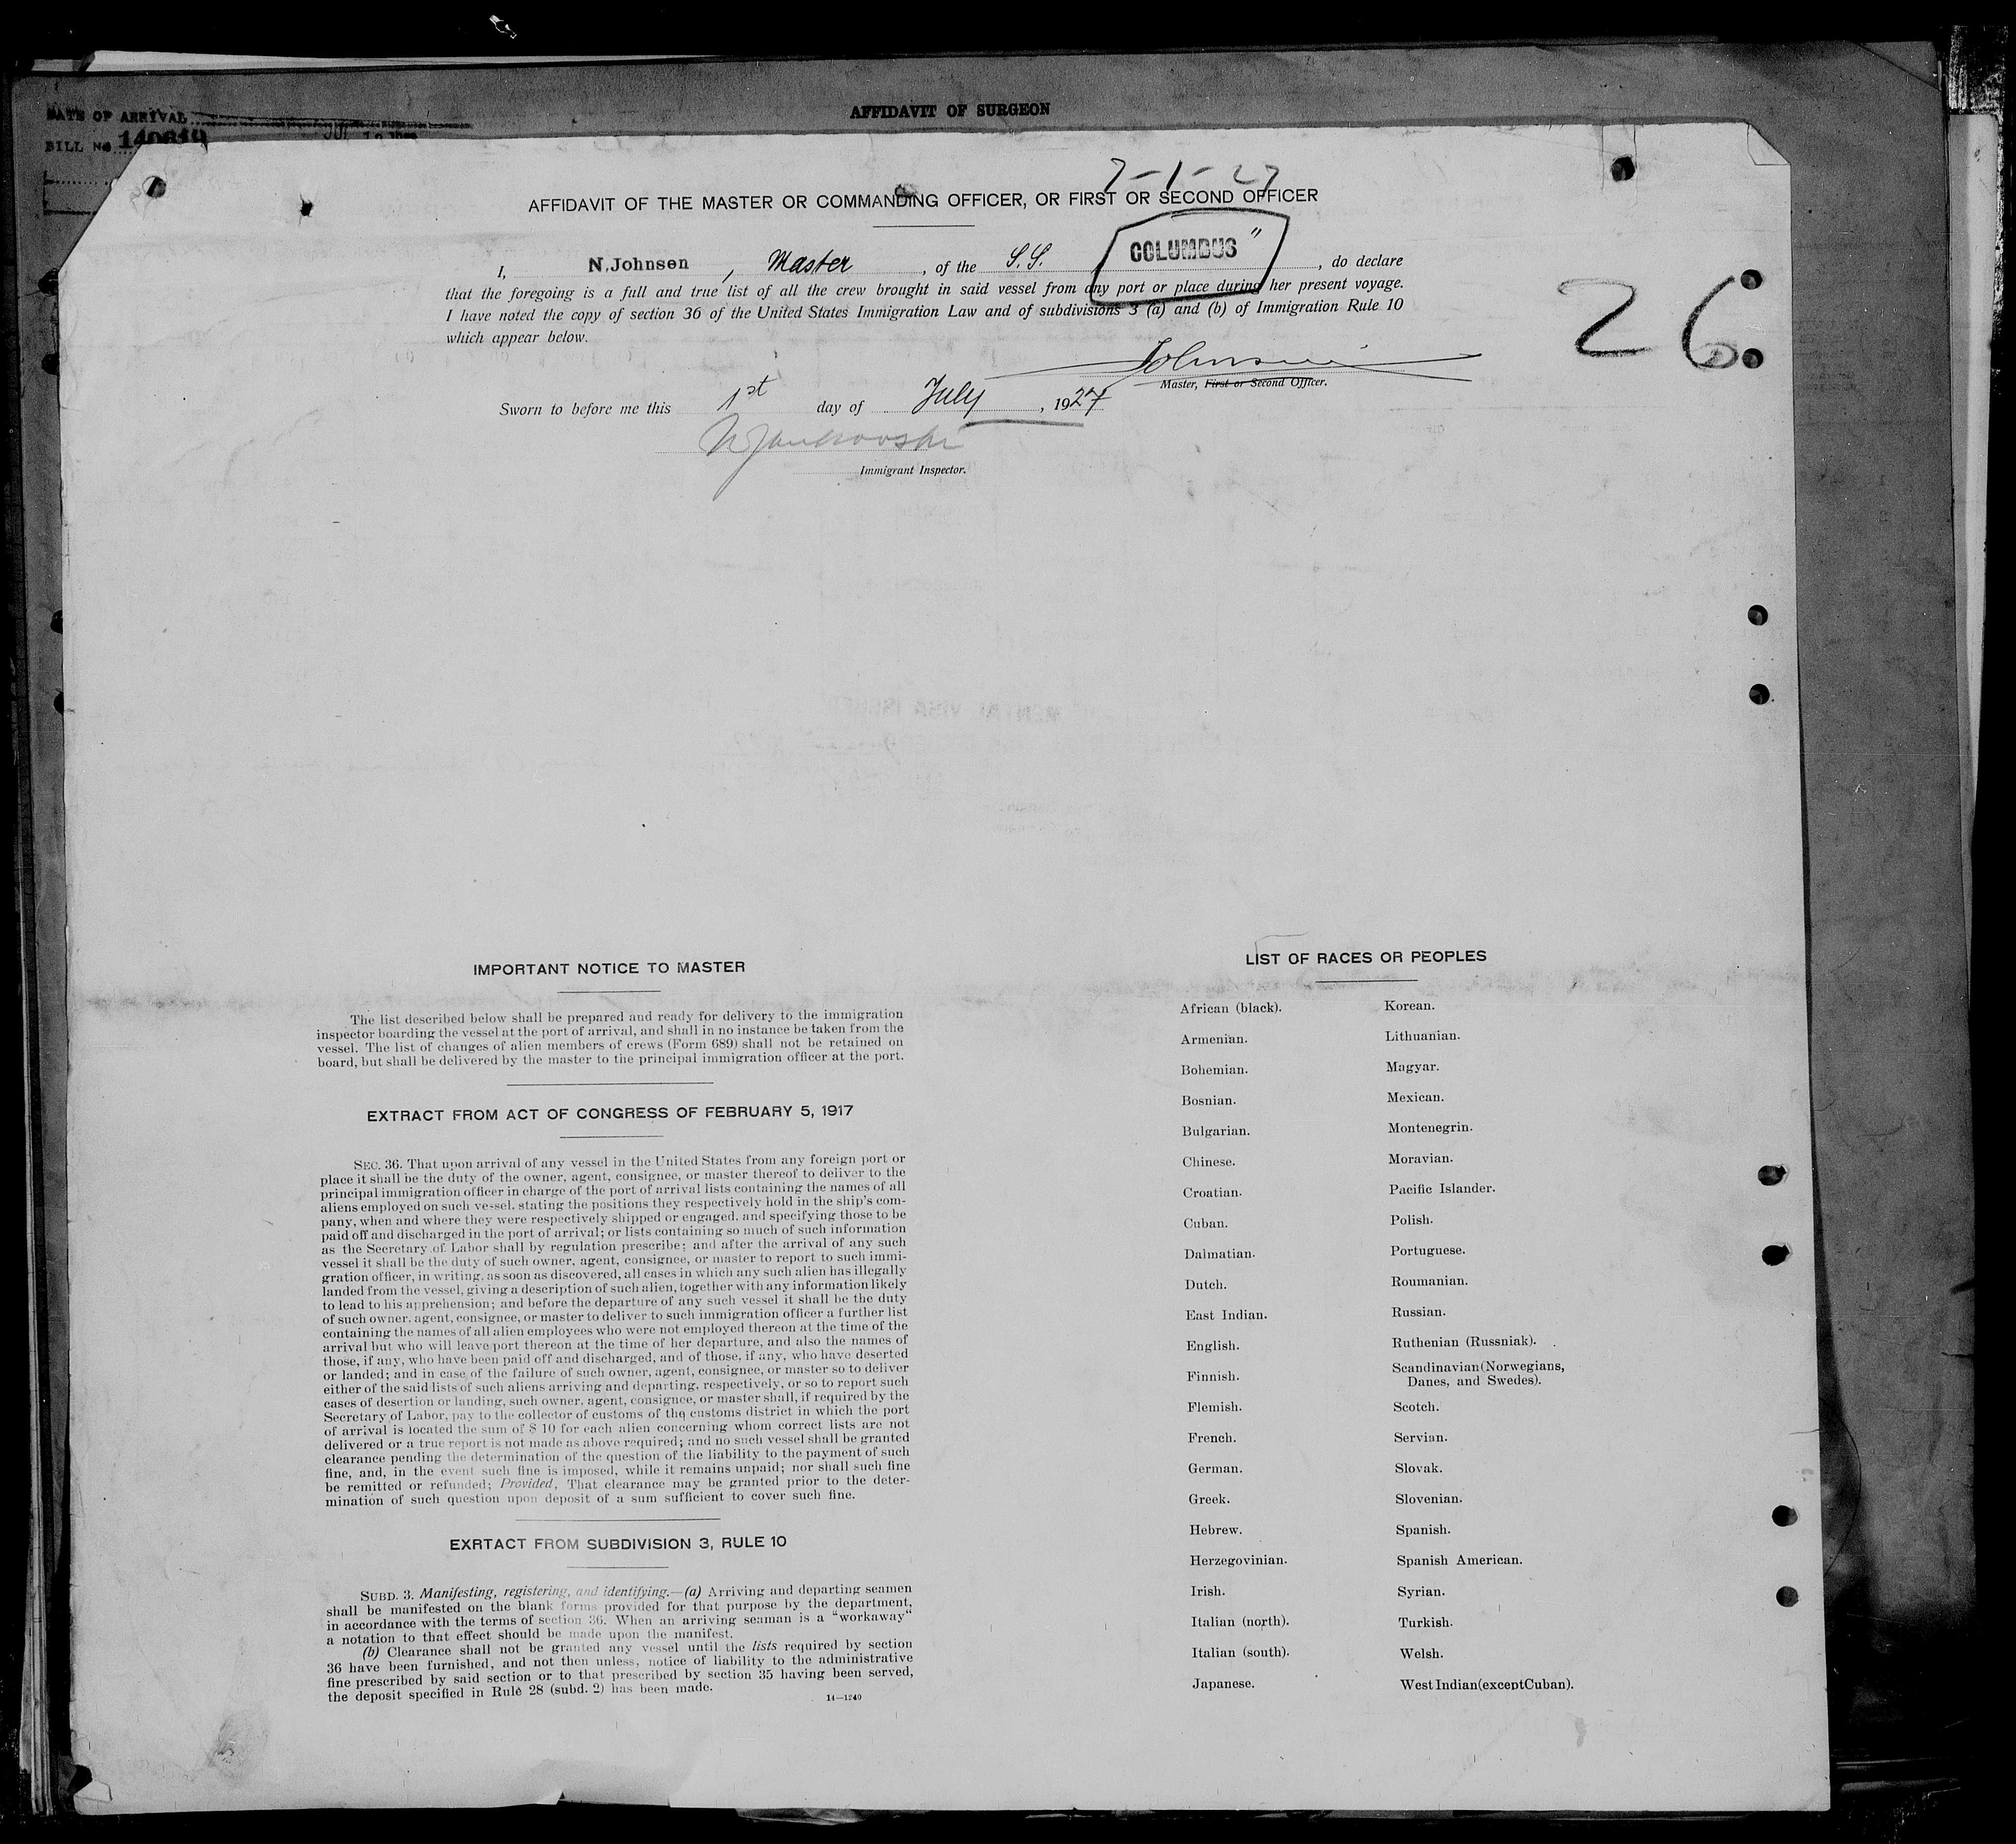 AFFIDAVIT OF SURGEON
DATE OF ARRIVAL
BILL No 140619
7-1-27
AFFIDAVIT OF THE MASTER OR COMMANDING OFFICER, OR FIRST OR SECOND OFFICER
I, N.Johnsen, Master, of the S.S. COLUMBUS", do declare
that the foregoing is a full and true list of all the crew brought in said vessel from any port or place during her present voyage.
I have noted the copy of section 36 of the United States Immigration Law and of subdivisions 3 (a) and (b) of Immigration Rule 10
which appear below.
26
Johnsen
Master, First or Second Officer.
Sworn to before me this 1st day of July, 1927
Immigrant Inspector.
IMPORTANT NOTICE TO MASTER
The list described below shall be prepared and ready for delivery to the immigration
inspector boarding the vessel at the port of arrival, and shall in no instance be taken from the
vessel. The list of changes of alien members of crews (Form 689) shall not be retained on
board, but shall be delivered by the master to the principal immigration officer at the port.
EXTRACT FROM ACT OF CONGRESS OF FEBRUARY 5, 1917
SEC. 36. That upon arrival of any vessel in the United States from any foreign port or
place it shall be the duty of the owner, agent, consignee, or master thereof to deliver to the
principal immigration officer in charge of the port of arrival lists containing the names of all
aliens employed on such vessel, stating the positions they respectively hold in the ship's com-
pany, when and where they were respectively shipped or engaged, and specifying those to be
paid off and discharged in the port of arrival; or lists containing so much of such information
as the Secretary of Labor shall by regulation prescribe; and after the arrival of any such
vessel it shall be the duty of such owner, agent, consignee, or master to report to such immi-
gration officer, in writing, as soon as discovered, all cases in which any such alien has illegally
landed from the vessel, giving a description of such alien, together with any information likely
to lead to his apprehension; and before the departure of any such vessel it shall be the duty
of such owner, agent, consignee, or master to deliver to such immigration officer a further list
containing the names of all alien employees who were not employed thereon at the time of the
arrival but who will leave port thereon at the time of her departure, and also the names of
those, if any, who have been paid off and discharged, and of those, if any, who have deserted
or landed; and in case of the failure of such owner, agent, consignee, or master so to deliver
either of the said lists of such aliens arriving and departing, respectively, or so to report such
cases of desertion or landing, such owner, agent, consignee, or master shall, if required by the
Secretary of Labor, pay to the collector of customs of the customs district in which the port
of arrival is located the sum of $ 10 for each alien concerning whom correct lists are not
delivered or a true report is not made as above required; and no such vessel shall be granted
clearance pending the determination of the question of the liability to the payment of such
fine, and, in the event such fine is imposed, while it remains unpaid; nor shall such fine
be remitted or refunded; Provided, That clearance may be granted prior to the deter-
mination of such question upon deposit of a sum sufficient to cover such fine.
EXRTACT FROM SUBDIVISION 3, RULE 10
SUBD. 3. Manifesting, registering, and identifying.—(a) Arriving and departing seamen
shall be manifested on the blank forms provided for that purpose by the department,
in accordance with the terms of section 36. When an arriving seaman is a “workaway“
a notation to that effect should be made upon the manifest.
(b) Clearance shall not be granted any vessel until the lists required by section
36 have been furnished, and not then unless, notice of liability to the administrative
fine prescribed by said section or to that prescribed by section 35 having been served,
the deposit specified in Rule 28 (subd. 2) has been made.
14—1240
LIST OF RACES OR PEOPLES
African (black).
Armenian.
Bohemian.
Bosnian.
Bulgarian.
Chinese.
Croatian.
Cuban.
Dalmatian.
Dutch.
East Indian.
English.
Finnish.
Flemish.
French.
German.
Greek.
Hebrew.
Herzegovinian.
Irish.
Italian (north).
Italian (south).
Japanese.
Korean.
Lithuanian.
Magyar.
Mexican.
Montenegrin.
Moravian.
Pacific Islander.
Polish.
Portuguese.
Roumanian.
Russian.
Ruthenian (Russniak).
Scandinavian(Norwegians,
Danes, and Swedes).
Scotch.
Servian.
Slovak.
Slovenian.
Spanish.
Spanish American.
Syrian.
Turkish.
Welsh.
West Indian(exceptCuban).